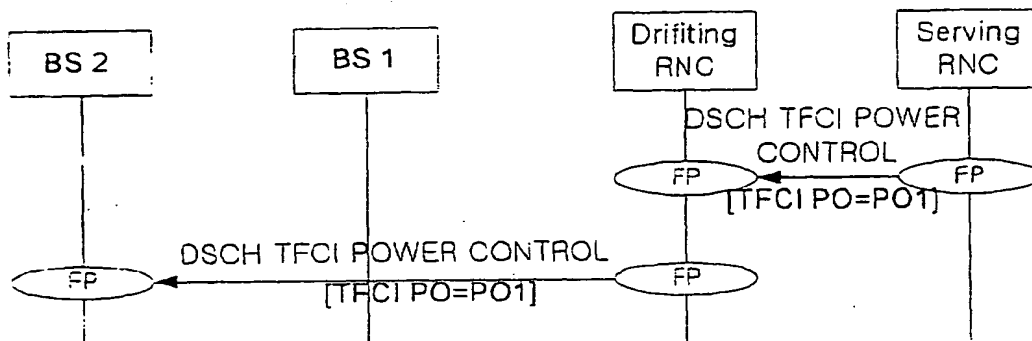 BS 2
BS 1
Drifiting
RNC
Serving
RNC
DSCH TFCI POWER
CONTROL
FP
FP
[TFCI PO=PO1]
DSCH TFCI POWER CONTROL
FP
FP
[TFCI PO=PO1]